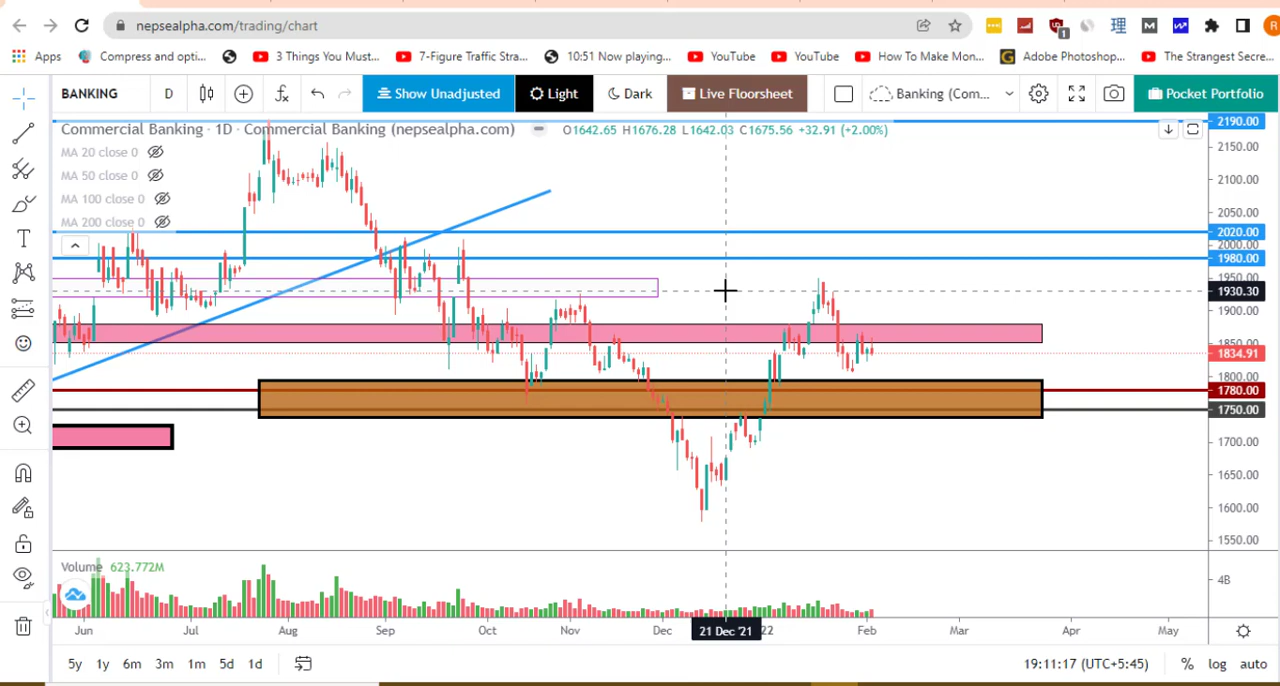 nepsealpha.com/trading/chart
Apps Compress and opti... 3 Things You Must... 7-Figure Traffic Stra... 10:51 Now playing... YouTube YouTube How To Make Mon... Adobe Photoshop... The Strangest Secre...
BANKING D Show Unadjusted Light Dark Live Floorsheet Banking (Com... Pocket Portfolio
Commercial Banking · 1D · Commercial Banking (nepsealpha.com) O1642.65 H1676.28 L1642.03 C1675.56 +32.91 (+2.00%)
MA 20 close 0
MA 50 close 0
MA 100 close 0
MA 200 close 0
2190.00
2150.00
2100.00
2050.00
2020.00
2000.00
1980.00
1950.00
1930.30
1900.00
1850.00
1834.91
1800.00
1780.00
1750.00
1700.00
1650.00
1600.00
1550.00
Volume 623.772M
4B
Jun Jul Aug Sep Oct Nov Dec 21 Dec '21 22 Feb Mar Apr May
5y 1y 6m 3m 1m 5d 1d 19:11:17 (UTC+5:45) % log auto